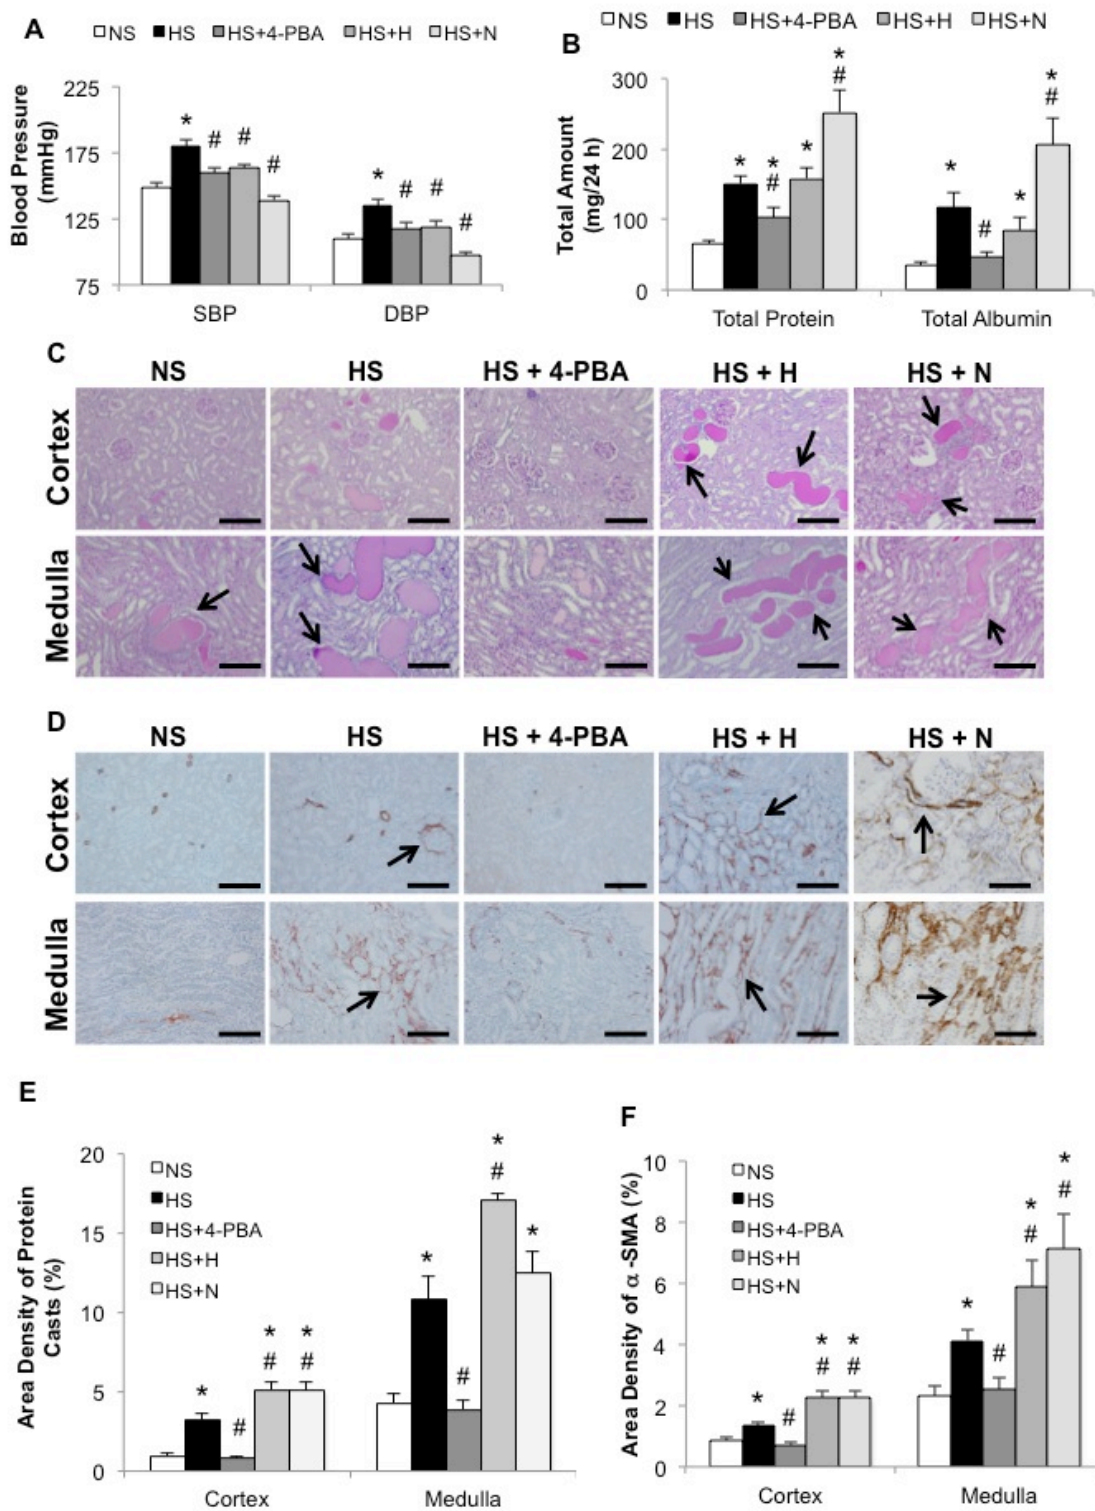 A
NS HS HS+4-PBA HS+H HS+N
Blood Pressure
(mmHg)
225
175
125
75
* # # #
* # # #
SBP DBP
B
NS HS HS+4-PBA HS+H HS+N
Total Amount
(mg/24 h)
300
200
100
0
* * # * * #
* # * * #
Total Protein Total Albumin
C
NS HS HS + 4-PBA HS + H HS + N
Cortex
Medulla
D
NS HS HS + 4-PBA HS + H HS + N
Cortex
Medulla
E
Area Density of Protein
Casts (%)
20
15
10
5
0
NS
HS
HS+4-PBA
HS+H
HS+N
* # * # * #
* # * # *
Cortex Medulla
F
Area Density of α -SMA (%)
10
8
6
4
2
0
NS
HS
HS+4-PBA
HS+H
HS+N
* # * # * #
* # * # * #
Cortex Medulla